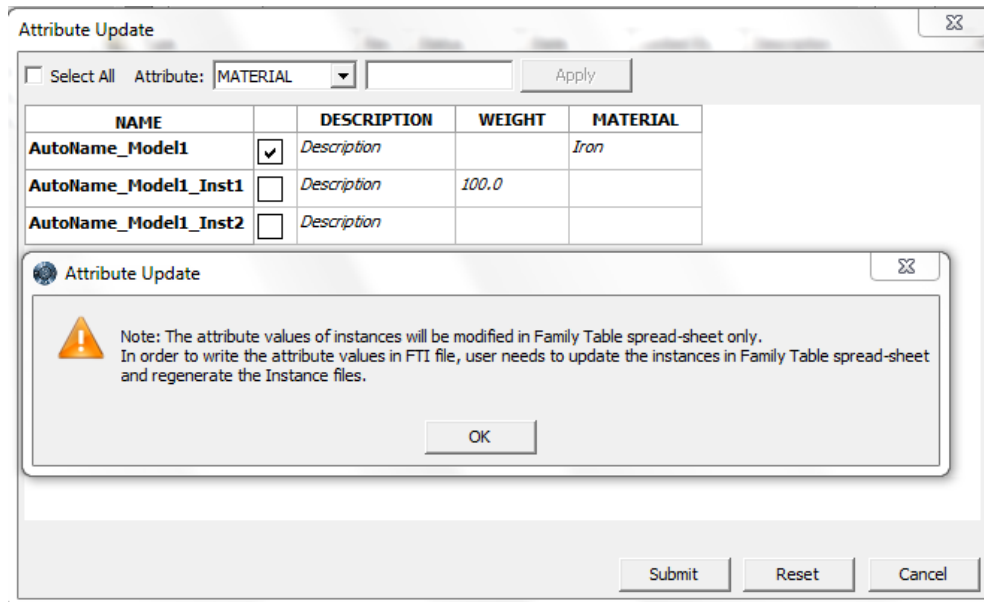 Attribute Update
Select All Attribute: MATERIAL Apply
NAME DESCRIPTION WEIGHT MATERIAL
AutoName_Model1 Description Iron
AutoName_Model1_Inst1 Description 100.0
AutoName_Model1_Inst2 Description
Attribute Update
Note: The attribute values of instances will be modified in Family Table spread-sheet only.
In order to write the attribute values in FTI file, user needs to update the instances in Family Table spread-sheet
and regenerate the Instance files.
OK
Submit Reset Cancel